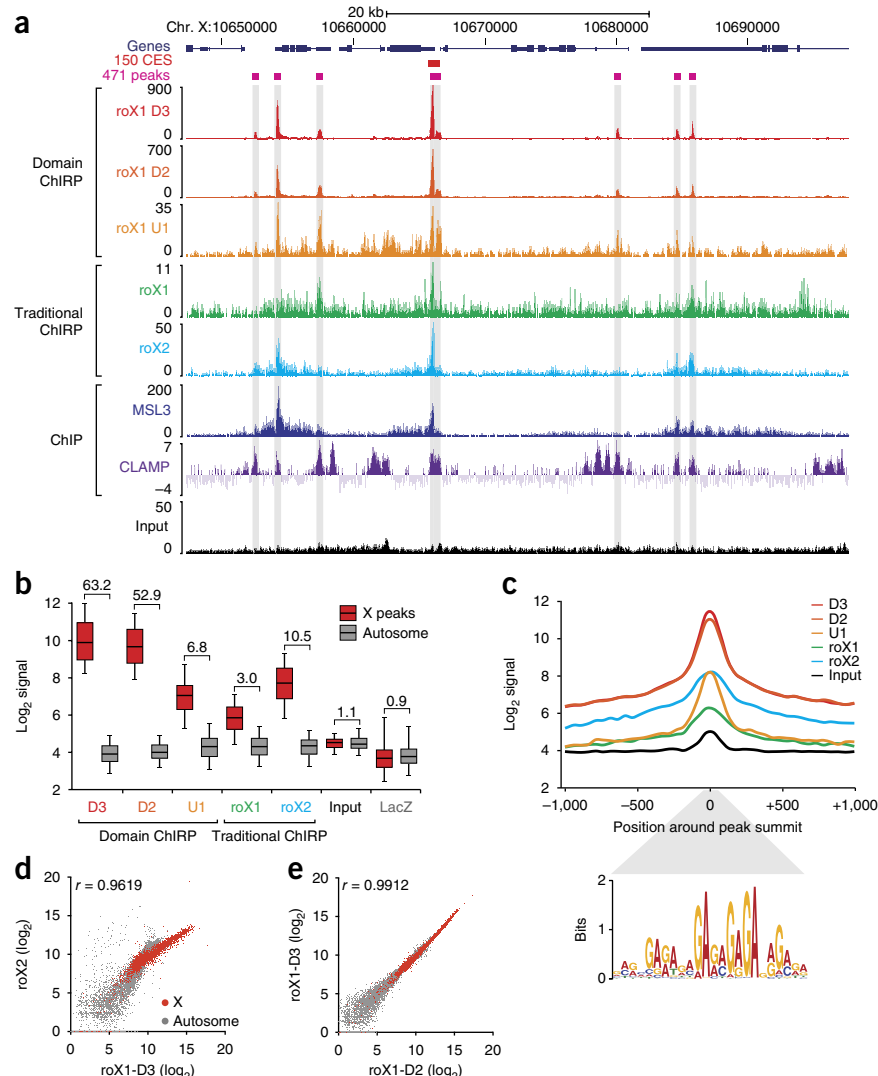 a
20 kb
Chr. X:10650000 10660000 10670000 10680000 10690000
Genes
150 CES
471 peaks
Domain ChIRP
900
roX1 D3
0
700
roX1 D2
0
35
roX1 U1
0
Traditional ChIRP
11
roX1
0
50
roX2
0
ChIP
200
MSL3
0
7
CLAMP
−4
50
Input
0
b
Log2 signal
12
10
8
6
4
2
63.2
52.9
6.8
3.0
10.5
1.1
0.9
X peaks
Autosome
D3 D2 U1 roX1 roX2 Input LacZ
Domain ChIRP Traditional ChIRP
c
Log2 signal
12
10
8
6
4
2
D3
D2
U1
roX1
roX2
Input
−1,000 −500 0 +500 +1,000
Position around peak summit
Bits
2
1
0
d
r = 0.9619
roX2 (log2)
20
15
10
5
0
X
Autosome
0 5 10 15 20
roX1-D3 (log2)
e
r = 0.9912
roX1-D3 (log2)
20
15
10
5
0
0 5 10 15 20
roX1-D2 (log2)